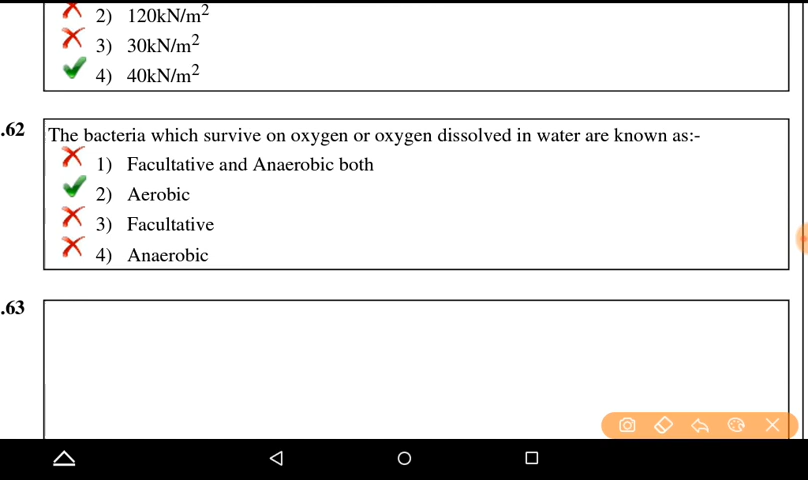 2) 120kN/m²
3) 30kN/m²
4) 40kN/m²
.62 The bacteria which survive on oxygen or oxygen dissolved in water are known as:-
1) Facultative and Anaerobic both
2) Aerobic
3) Facultative
4) Anaerobic
.63